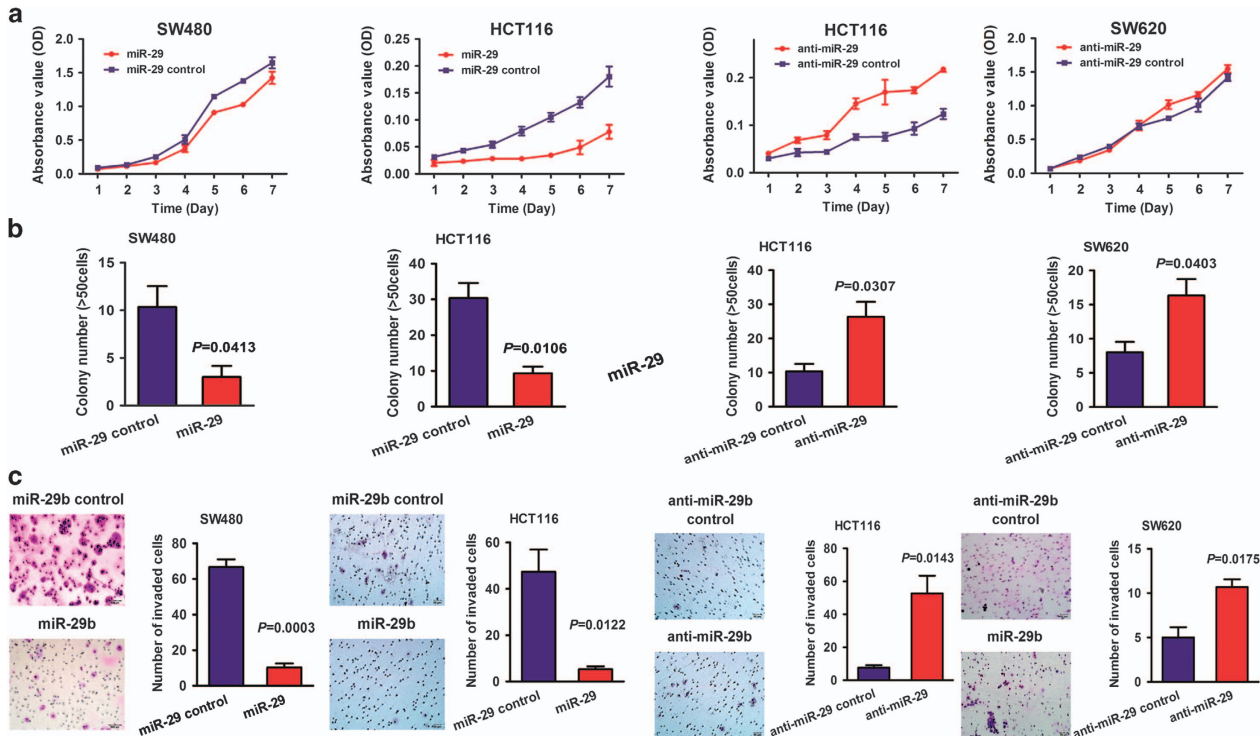 a
SW480
Absorbance value (OD)
2.0
1.5
1.0
0.5
0.0
miR-29
miR-29 control
1 2 3 4 5 6 7
Time (Day)
HCT116
Absorbance value (OD)
0.25
0.20
0.15
0.10
0.05
0.00
miR-29
miR-29 control
1 2 3 4 5 6 7
Time (Day)
HCT116
Absorbance value (OD)
0.2
0.1
0.0
anti-miR-29
anti-miR-29 control
1 2 3 4 5 6 7
Time (Day)
SW620
Absorbance value (OD)
2.0
1.5
1.0
0.5
0.0
anti-miR-29
anti-miR-29 control
1 2 3 4 5 6 7
Time (Day)
b
SW480
Colony number (>50cells)
15
10
5
0
P=0.0413
miR-29 control
miR-29
HCT116
Colony number (>50cells)
40
30
20
10
0
P=0.0106
miR-29 control
miR-29
miR-29
HCT116
Colony number (>50cells)
40
30
20
10
0
P=0.0307
anti-miR-29 control
anti-miR-29
SW620
Colony number (>50cells)
20
15
10
5
0
P=0.0403
anti-miR-29 control
anti-miR-29
c
miR-29b control
miR-29b
SW480
Number of invaded cells
80
60
40
20
0
P=0.0003
miR-29 control
miR-29
miR-29b control
miR-29b
HCT116
Number of invaded cells
60
40
20
0
P=0.0122
miR-29 control
miR-29
anti-miR-29b
control
anti-miR-29b
HCT116
Number of invaded cells
80
60
40
20
0
P=0.0143
anti-miR-29 control
anti-miR-29
anti-miR-29b
control
miR-29b
SW620
Number of invaded cells
15
10
5
0
P=0.0175
anti-miR-29 control
anti-miR-29